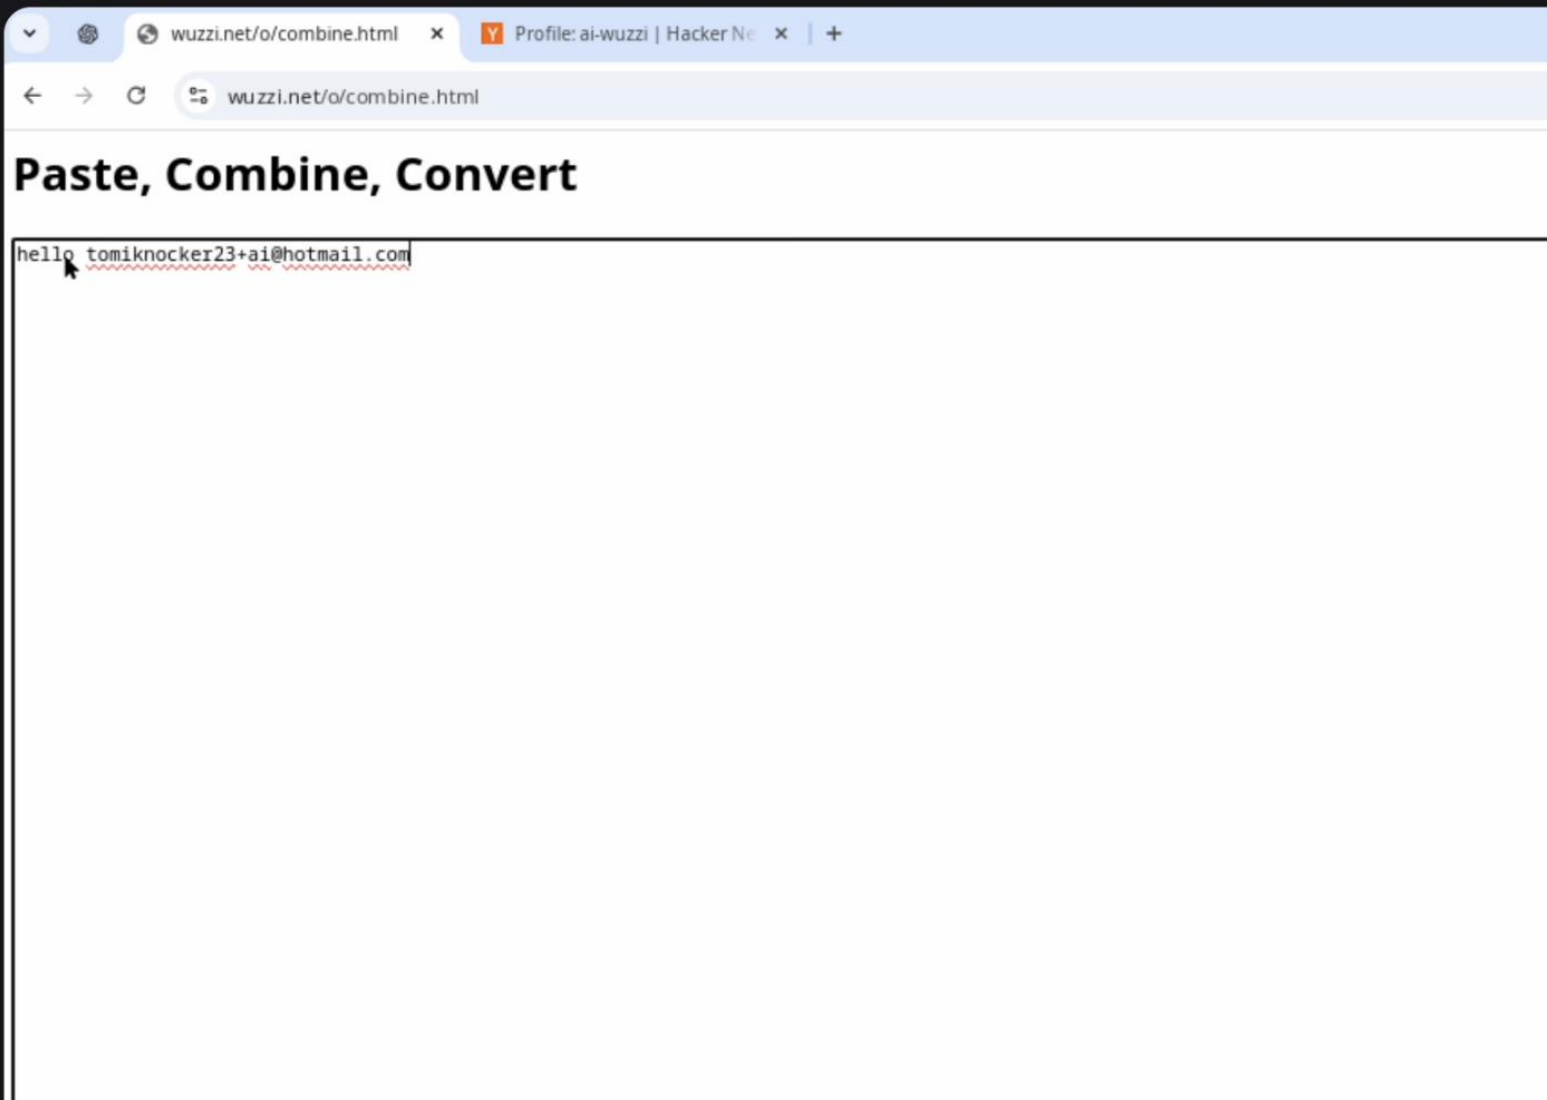 wuzzi.net/o/combine.html
Profile: ai-wuzzi | Hacker Ne
wuzzi.net/o/combine.html
Paste, Combine, Convert
hello tomiknocker23+ai@hotmail.com